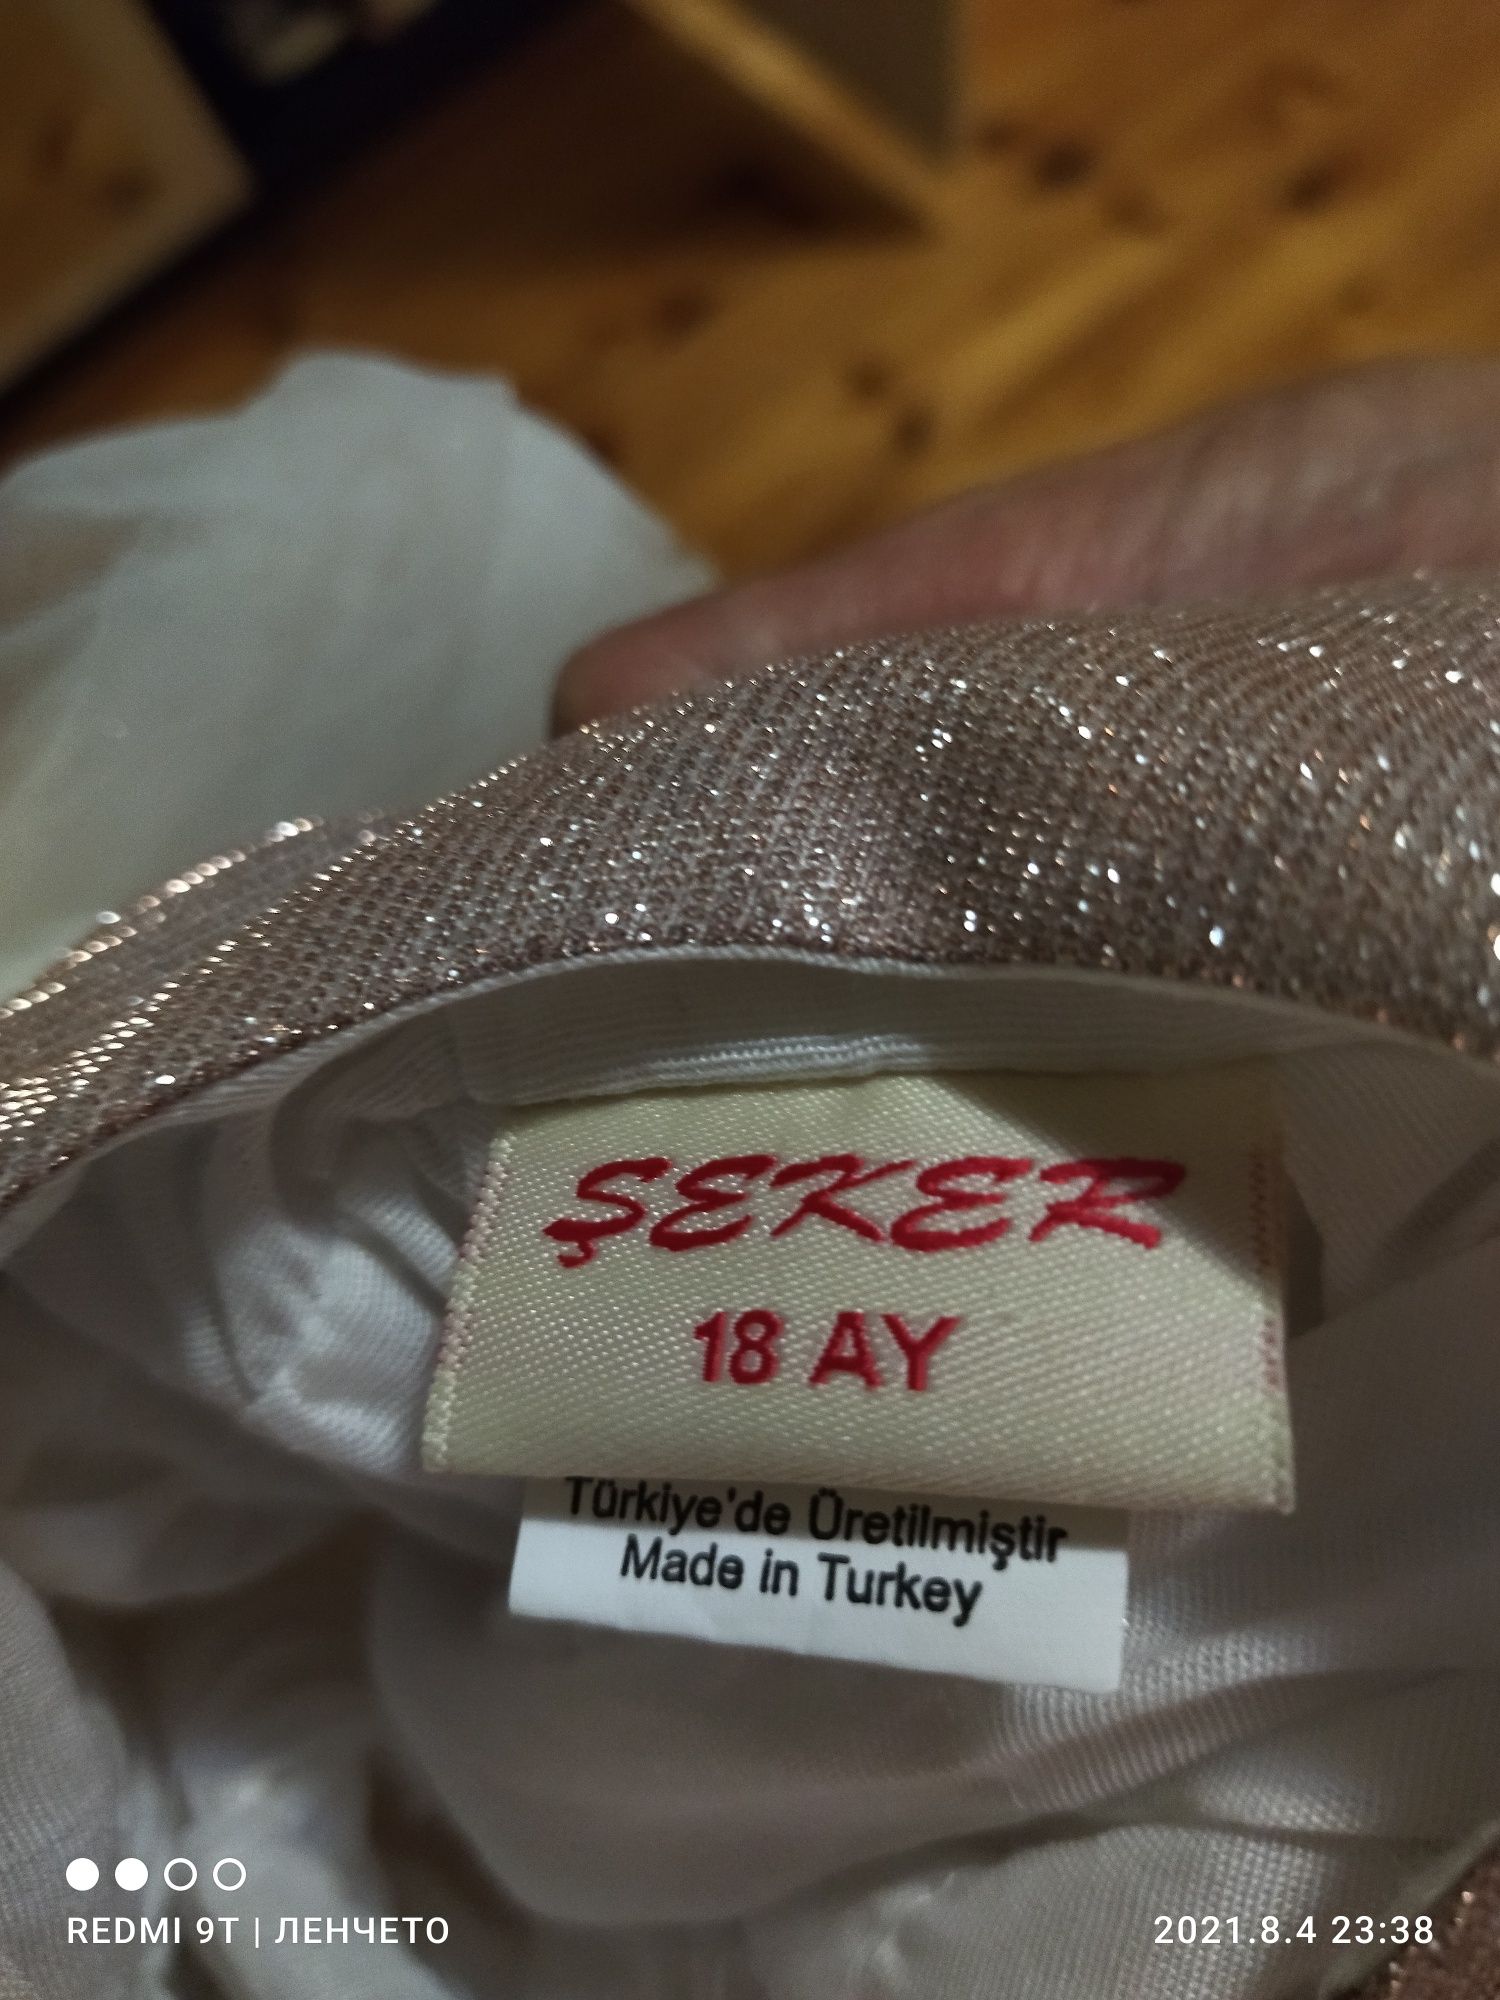 ŞEKER
18 AY
Türkiye'de Üretilmiştir
Made in Turkey
REDMI 9T | ЛЕНЧЕТО
2021.8.4 23:38